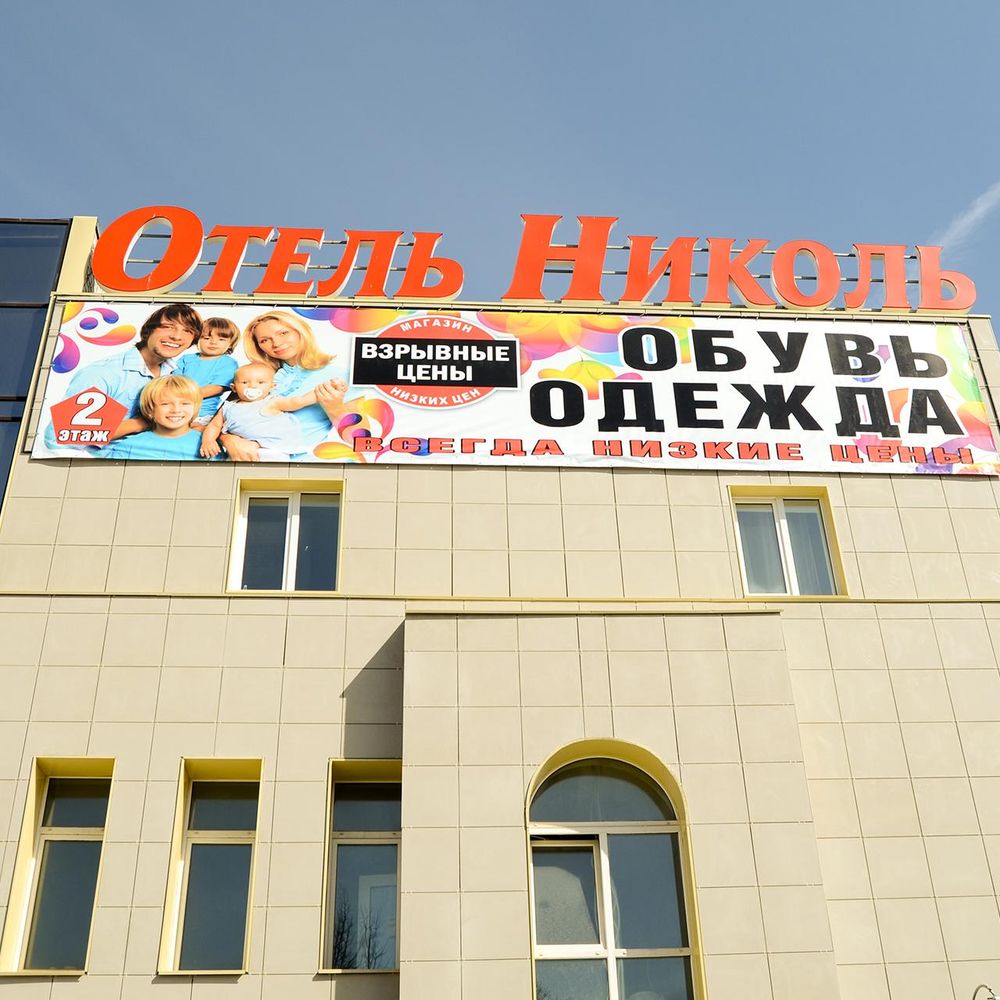 Отель Николь
МАГАЗИН
ВЗРЫВНЫЕ
ЦЕНЫ
НИЗКИХ ЦЕН
ОБУВЬ
ОДЕЖДА
ВСЕГДА НИЗКИЕ ЦЕНЫ
2
этаж